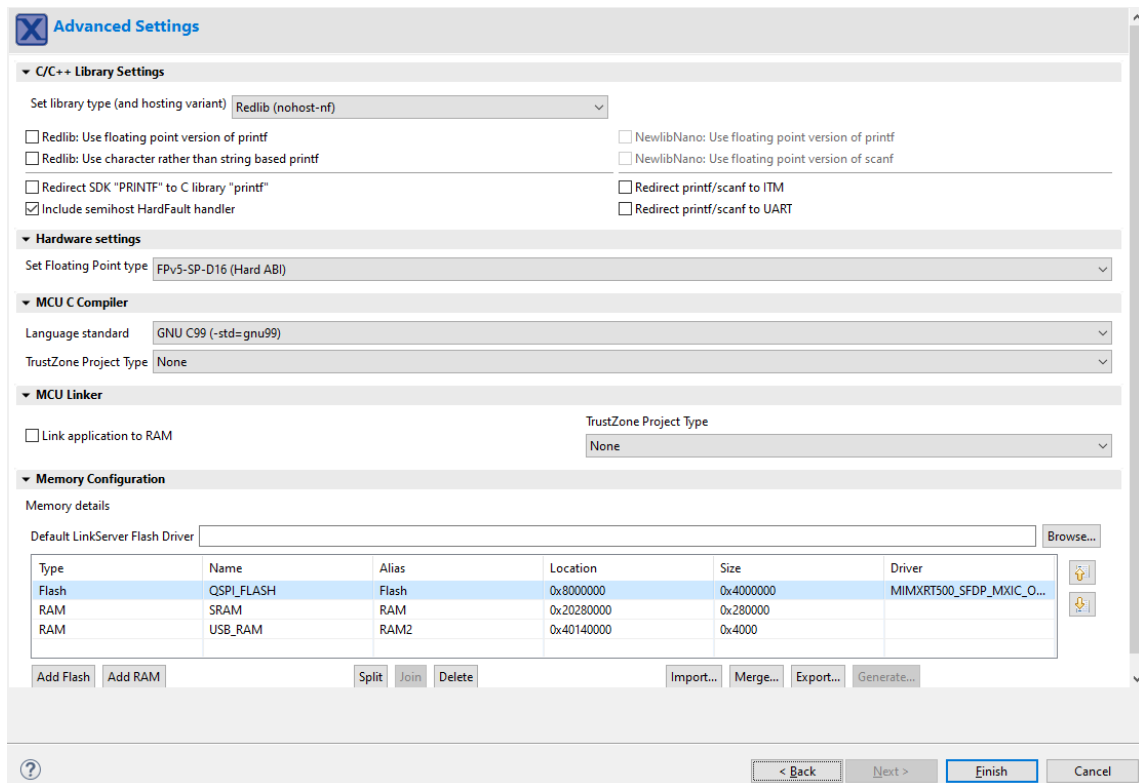 Advanced Settings
C/C++ Library Settings
Set library type (and hosting variant) Redlib (nohost-nf)
Redlib: Use floating point version of printf NewlibNano: Use floating point version of printf
Redlib: Use character rather than string based printf NewlibNano: Use floating point version of scanf
Redirect SDK "PRINTF" to C library "printf" Redirect printf/scanf to ITM
Include semihost HardFault handler Redirect printf/scanf to UART
Hardware settings
Set Floating Point type FPv5-SP-D16 (Hard ABI)
MCU C Compiler
Language standard GNU C99 (-std=gnu99)
TrustZone Project Type None
MCU Linker
TrustZone Project Type
Link application to RAM
None
Memory Configuration
Memory details
Default LinkServer Flash Driver Browse...
Type Name Alias Location Size Driver
Flash QSPI_FLASH Flash 0x8000000 0x4000000 MIMXRT500_SFDP_MXIC_O...
RAM SRAM RAM 0x20280000 0x280000
RAM USB_RAM RAM2 0x40140000 0x4000
Add Flash Add RAM Split Join Delete Import... Merge... Export... Generate...
? < Back Next > Finish Cancel